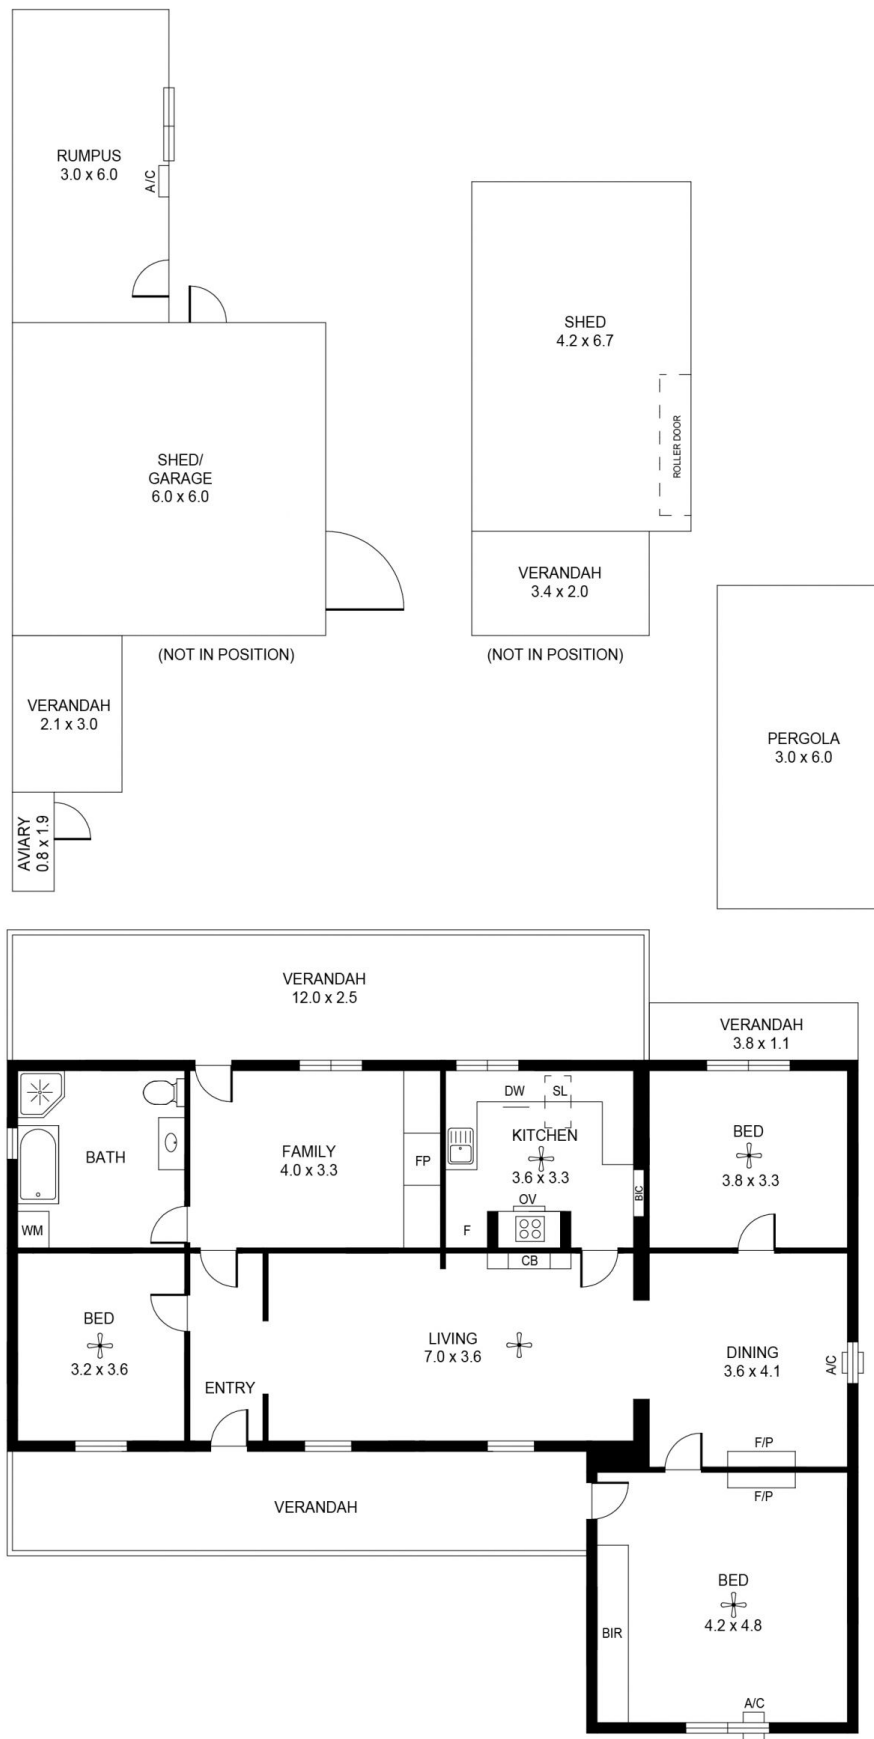 RUMPUS
3.0 x 6.0
A/C
SHED
4.2 x 6.7
ROLLER DOOR
SHED/
GARAGE
6.0 x 6.0
VERANDAH
3.4 x 2.0
(NOT IN POSITION)
(NOT IN POSITION)
VERANDAH
2.1 x 3.0
PERGOLA
3.0 x 6.0
AVIARY
0.8 x 1.9
VERANDAH
12.0 x 2.5
VERANDAH
3.8 x 1.1
DW
SL
BATH
FAMILY
4.0 x 3.3
FP
KITCHEN
3.6 x 3.3
OV
F
BIC
BED
3.8 x 3.3
WM
CB
BED
3.2 x 3.6
ENTRY
LIVING
7.0 x 3.6
DINING
3.6 x 4.1
A/C
F/P
F/P
VERANDAH
BED
4.2 x 4.8
BIR
A/C